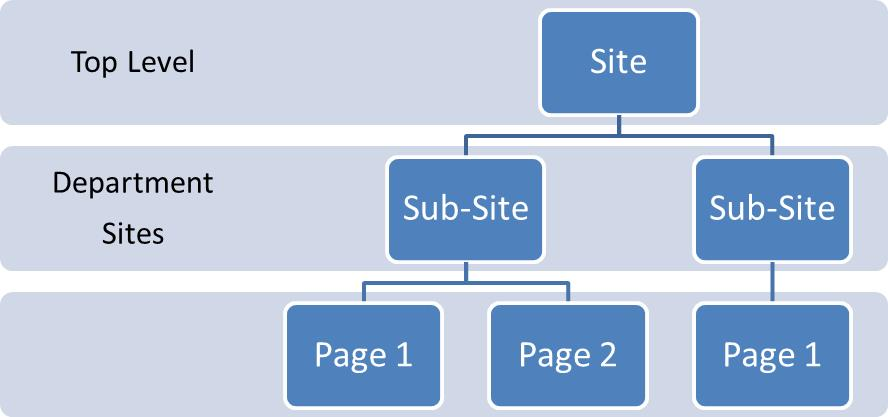 Top Level
Site
Department
Sites
Sub-Site
Sub-Site
Page 1
Page 2
Page 1